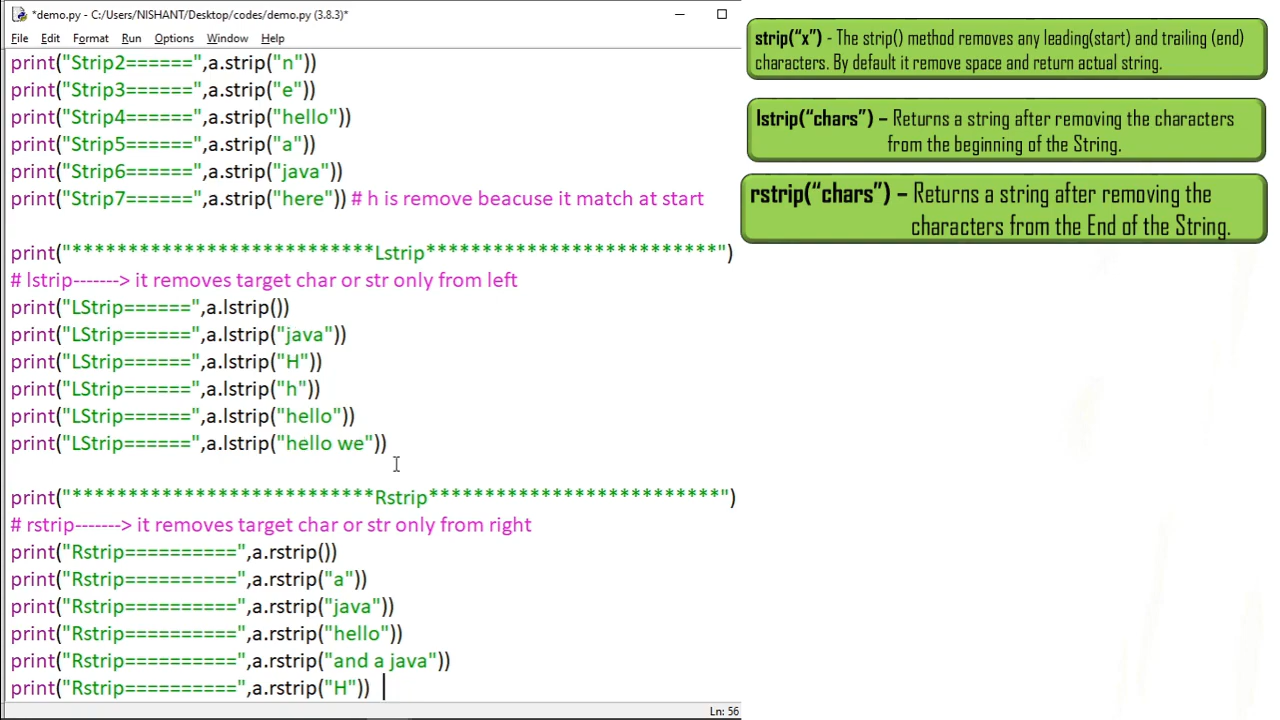 *demo.py - C:/Users/NISHANT/Desktop/codes/demo.py (3.8.3)*
File Edit Format Run Options Window Help
print("Strip2======",a.strip("n"))
print("Strip3======",a.strip("e"))
print("Strip4======",a.strip("hello"))
print("Strip5======",a.strip("a"))
print("Strip6======",a.strip("java"))
print("Strip7======",a.strip("here")) # h is remove beacuse it match at start
print("***************************Lstrip**************************")
# lstrip-------> it removes target char or str only from left
print("LStrip======",a.lstrip())
print("LStrip======",a.lstrip("java"))
print("LStrip======",a.lstrip("H"))
print("LStrip======",a.lstrip("h"))
print("LStrip======",a.lstrip("hello"))
print("LStrip======",a.lstrip("hello we"))
print("***************************Rstrip**************************")
# rstrip-------> it removes target char or str only from right
print("Rstrip==========",a.rstrip())
print("Rstrip==========",a.rstrip("a"))
print("Rstrip==========",a.rstrip("java"))
print("Rstrip==========",a.rstrip("hello"))
print("Rstrip==========",a.rstrip("and a java"))
print("Rstrip==========",a.rstrip("H"))
Ln: 56
strip(“x”) - The strip() method removes any leading(start) and trailing (end)
characters. By default it remove space and return actual string.
lstrip(“chars”) – Returns a string after removing the characters
from the beginning of the String.
rstrip(“chars”) – Returns a string after removing the
characters from the End of the String.